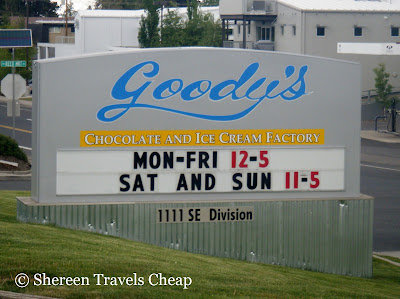 Goody's
CHOCOLATE AND ICE CREAM FACTORY
MON-FRI 12-5
SAT AND SUN 11-5
1111 SE Division
© Shereen Travels Cheap